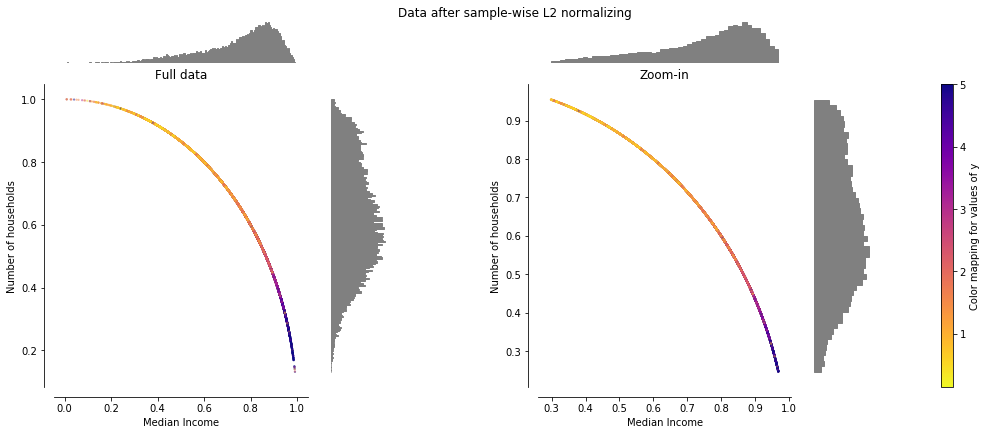 Data after sample-wise L2 normalizing
Full data
1.0
0.8
0.6
0.4
0.2
Number of households
0.0 0.2 0.4 0.6 0.8 1.0
Median Income
Zoom-in
0.9
0.8
0.7
0.6
0.5
0.4
0.3
Number of households
0.3 0.4 0.5 0.6 0.7 0.8 0.9 1.0
Median Income
5
4
3
2
1
Color mapping for values of y